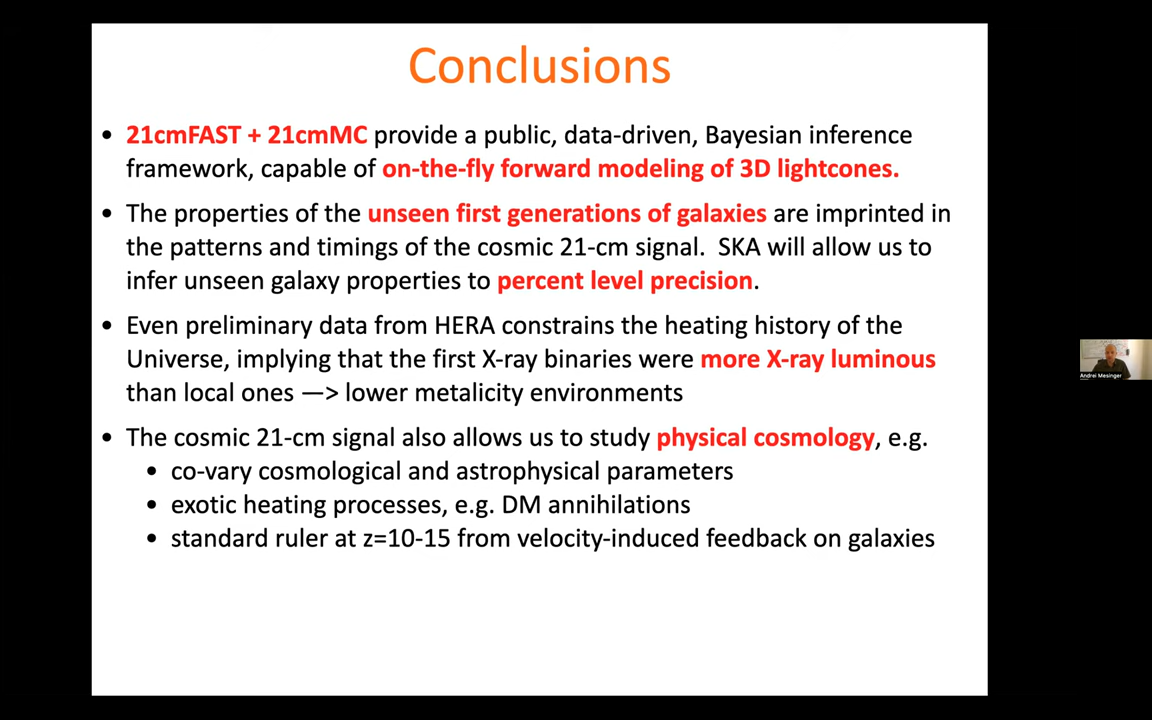 Conclusions
• 21cmFAST + 21cmMC provide a public, data-driven, Bayesian inference
framework, capable of on-the-fly forward modeling of 3D lightcones.
• The properties of the unseen first generations of galaxies are imprinted in
the patterns and timings of the cosmic 21-cm signal.  SKA will allow us to
infer unseen galaxy properties to percent level precision.
• Even preliminary data from HERA constrains the heating history of the
Universe, implying that the first X-ray binaries were more X-ray luminous
than local ones —> lower metalicity environments
• The cosmic 21-cm signal also allows us to study physical cosmology, e.g.
• co-vary cosmological and astrophysical parameters
• exotic heating processes, e.g. DM annihilations
• standard ruler at z=10-15 from velocity-induced feedback on galaxies
Andrei Mesinger